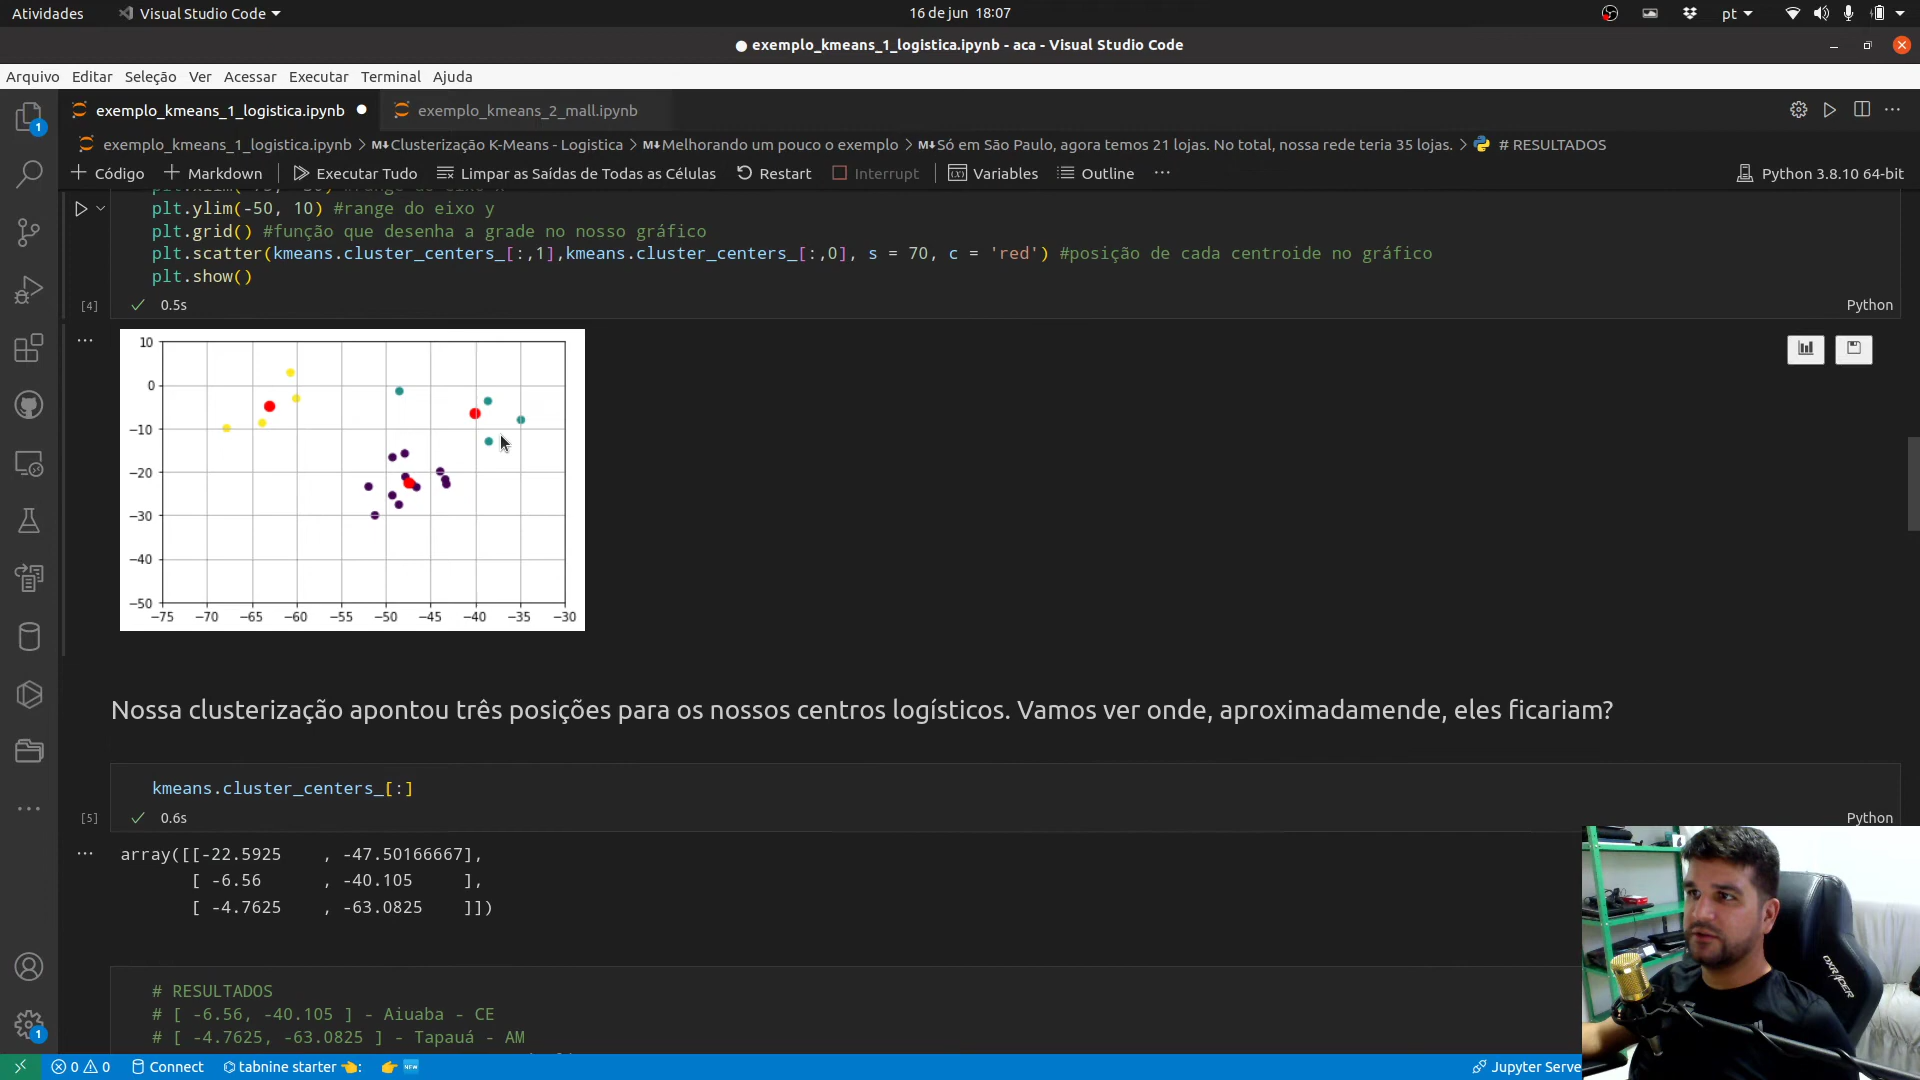 Atividades
Visual Studio Code
16 de jun 18:07
pt
● exemplo_kmeans_1_logistica.ipynb - aca - Visual Studio Code
Arquivo Editar Seleção Ver Acessar Executar Terminal Ajuda
exemplo_kmeans_1_logistica.ipynb ●
exemplo_kmeans_2_mall.ipynb
exemplo_kmeans_1_logistica.ipynb > M↓Clusterização K-Means - Logistica > M↓Melhorando um pouco o exemplo > M↓Só em São Paulo, agora temos 21 lojas. No total, nossa rede teria 35 lojas. > # RESULTADOS
+ Código + Markdown Executar Tudo Limpar as Saídas de Todas as Células Restart Interrupt Variables Outline ···
Python 3.8.10 64-bit
plt.ylim(-50, 10) #range do eixo y
plt.grid() #função que desenha a grade no nosso gráfico
plt.scatter(kmeans.cluster_centers_[:,1],kmeans.cluster_centers_[:,0], s = 70, c = 'red') #posição de cada centroide no gráfico
plt.show()
[4] ✓ 0.5s
Python
10
0
−10
−20
−30
−40
−50
−75 −70 −65 −60 −55 −50 −45 −40 −35 −30
Nossa clusterização apontou três posições para os nossos centros logísticos. Vamos ver onde, aproximadamende, eles ficariam?
kmeans.cluster_centers_[:]
[5] ✓ 0.6s
Python
array([[-22.5925 , -47.50166667],
[ -6.56 , -40.105 ],
[ -4.7625 , -63.0825 ]])
# RESULTADOS
# [ -6.56, -40.105 ] - Aiuaba - CE
# [ -4.7625, -63.0825 ] - Tapauá - AM
1
1
0 0 Connect tabnine starter
NEW
Jupyter Serve